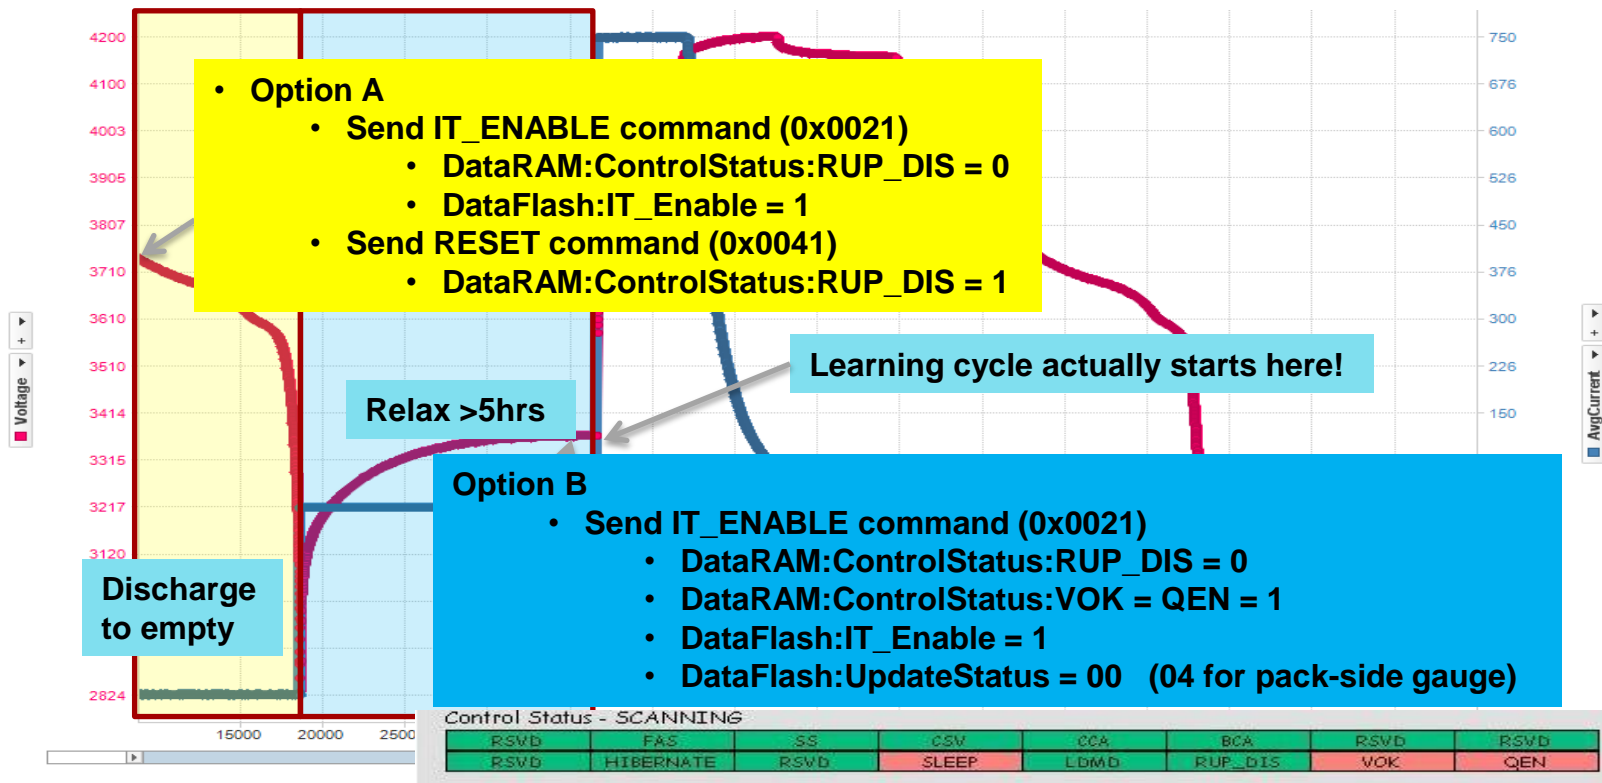 4200
4100
4003
3905
3807
3710
3610
3510
3414
3315
3217
3120
2824
750
676
600
526
450
376
300
226
150
• Option A
• Send IT_ENABLE command (0x0021)
• DataRAM:ControlStatus:RUP_DIS = 0
• DataFlash:IT_Enable = 1
• Send RESET command (0x0041)
• DataRAM:ControlStatus:RUP_DIS = 1
Learning cycle actually starts here!
Relax >5hrs
Option B
• Send IT_ENABLE command (0x0021)
• DataRAM:ControlStatus:RUP_DIS = 0
• DataRAM:ControlStatus:VOK = QEN = 1
• DataFlash:IT_Enable = 1
• DataFlash:UpdateStatus = 00 (04 for pack-side gauge)
Discharge
to empty
Voltage
AvgCurrent
15000 20000 2500
Control Status - SCANNING
RSVD FAS SS CSV CCA BCA RSVD RSVD
RSVD HIBERNATE RSVD SLEEP LDMD RUP_DIS VOK QEN